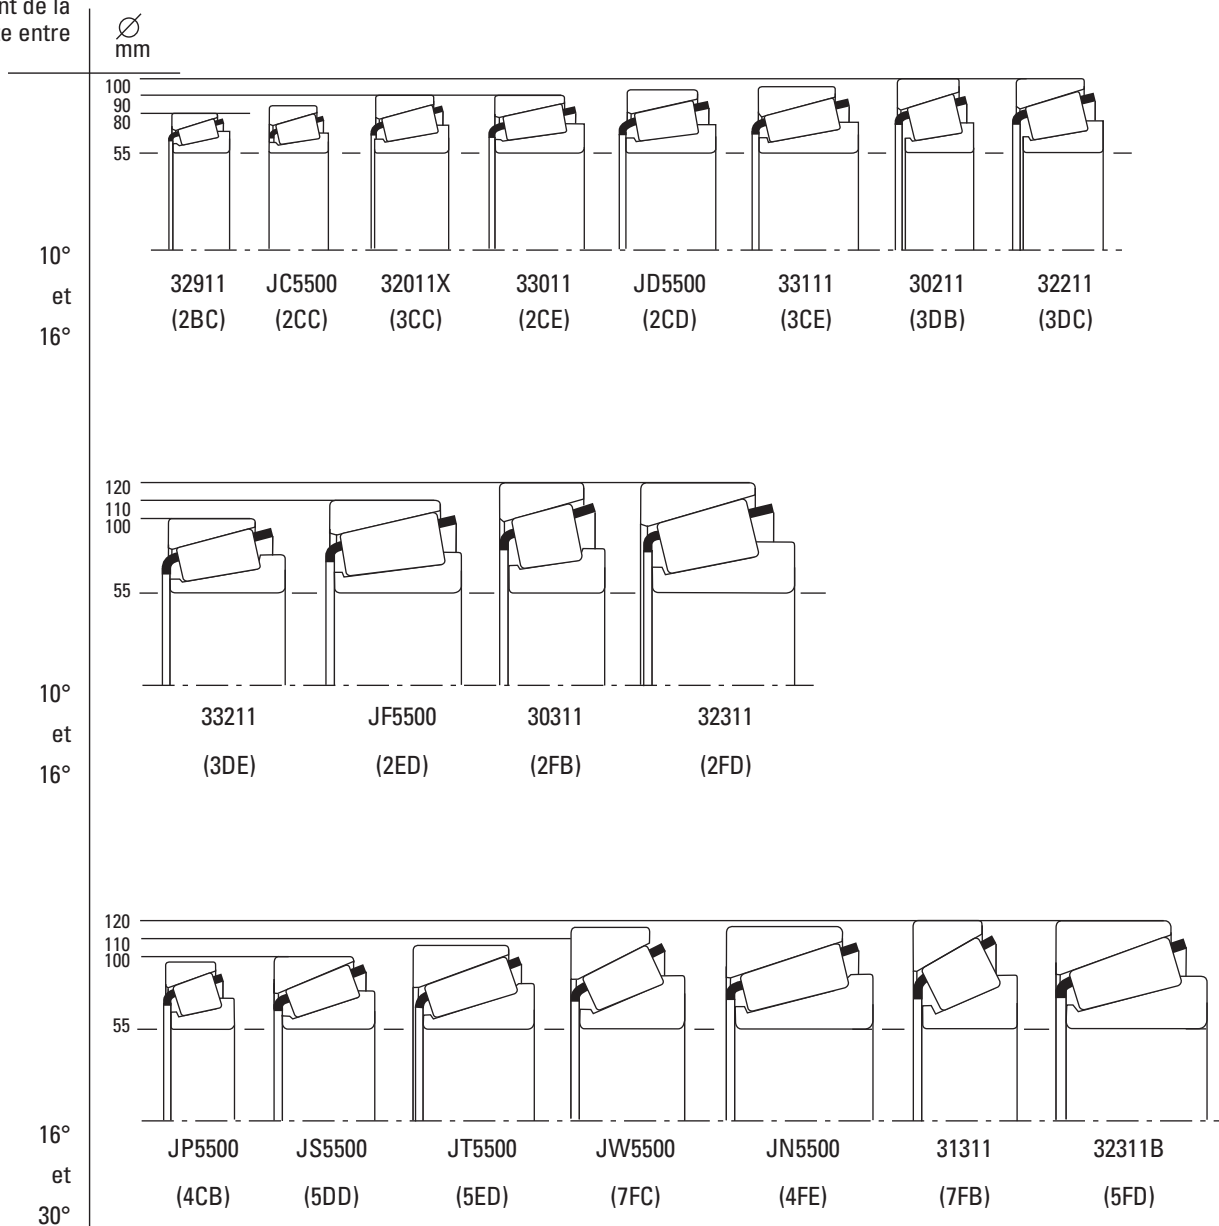 nt de la
e entre
Ø
mm
100
90
80
55
10°
et
16°
32911 JC5500 32011X 33011 JD5500 33111 30211 32211
(2BC) (2CC) (3CC) (2CE) (2CD) (3CE) (3DB) (3DC)
120
110
100
55
10°
et
16°
33211 JF5500 30311 32311
(3DE) (2ED) (2FB) (2FD)
120
110
100
55
16°
et
30°
JP5500 JS5500 JT5500 JW5500 JN5500 31311 32311B
(4CB) (5DD) (5ED) (7FC) (4FE) (7FB) (5FD)